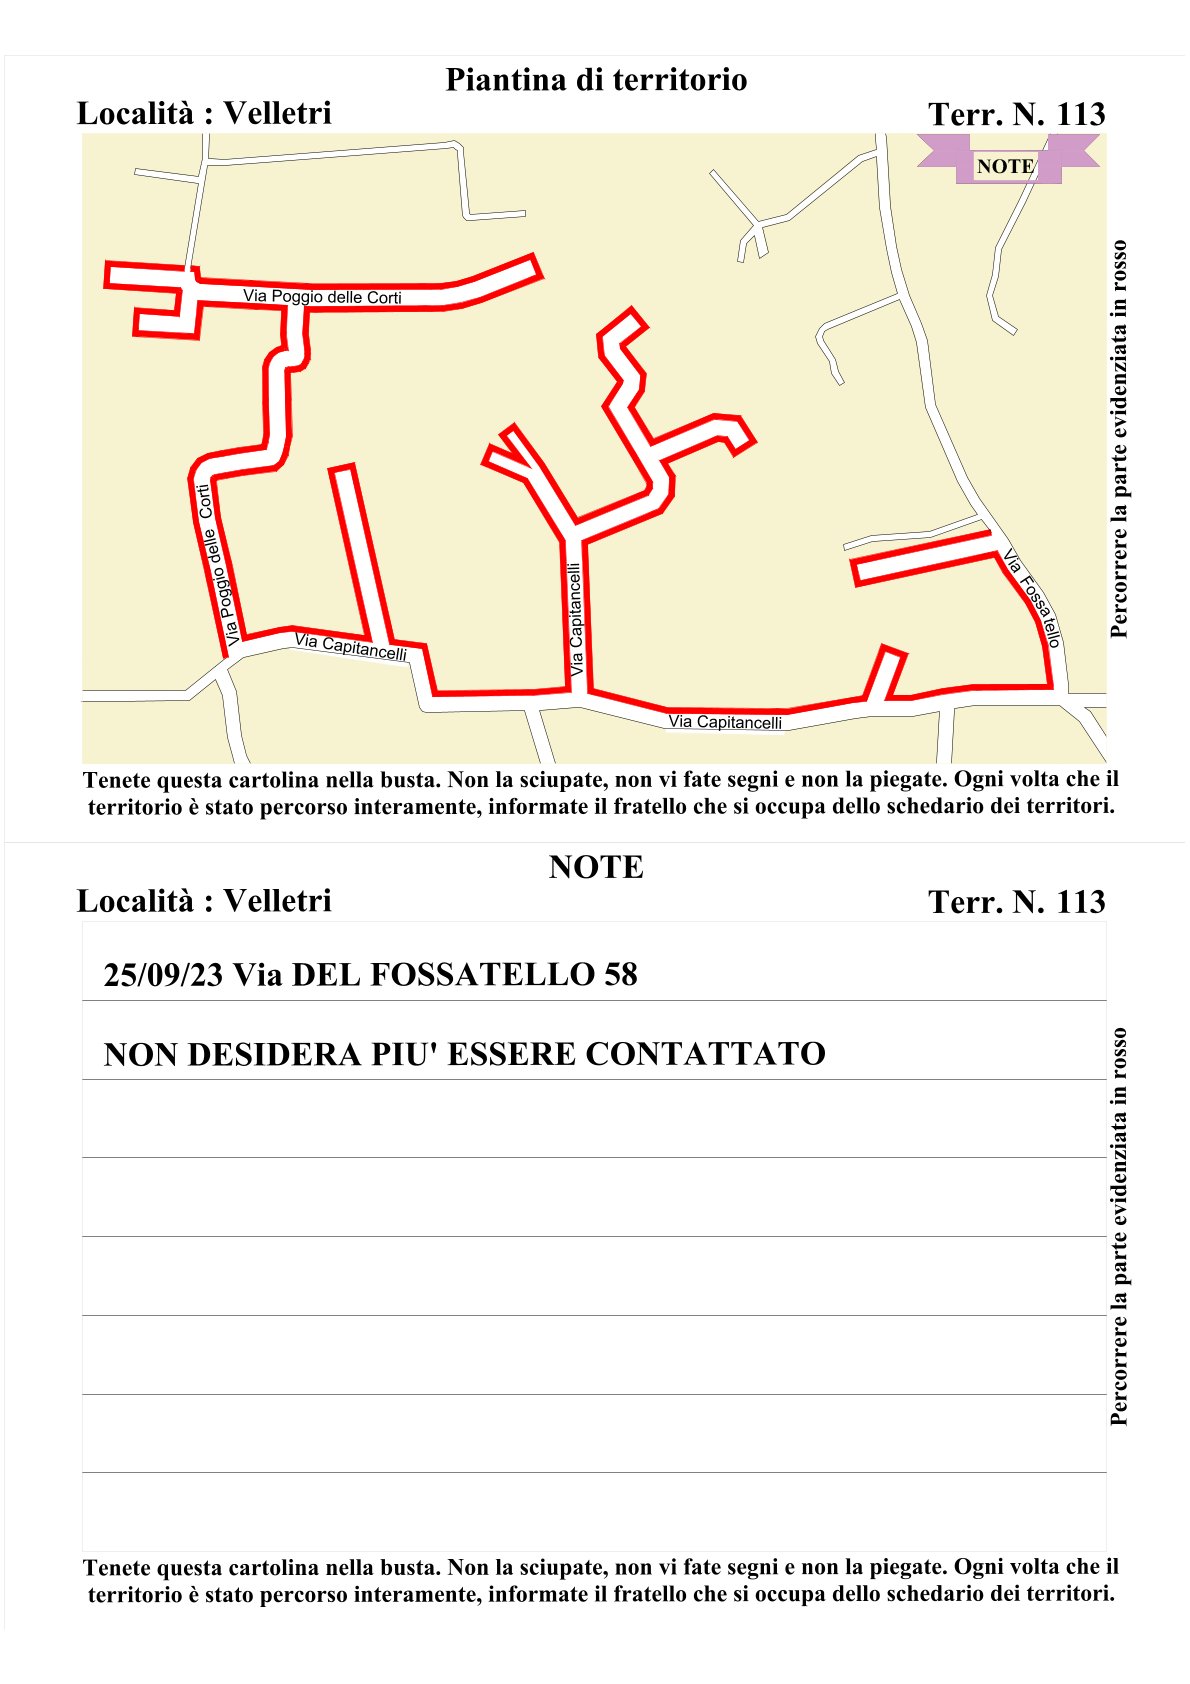 Piantina di territorio
Località : Velletri
Terr. N. 113
NOTE
Via Poggio delle Corti
Via Poggio delle Corti
Via Capitancelli
Via Capitancelli
Via Capitancelli
Via Fossatello
Percorrere la parte evidenziata in rosso
Tenete questa cartolina nella busta. Non la sciupate, non vi fate segni e non la piegate. Ogni volta che il
territorio è stato percorso interamente, informate il fratello che si occupa dello schedario dei territori.
NOTE
Località : Velletri
Terr. N. 113
25/09/23 Via DEL FOSSATELLO 58
NON DESIDERA PIU' ESSERE CONTATTATO
Percorrere la parte evidenziata in rosso
Tenete questa cartolina nella busta. Non la sciupate, non vi fate segni e non la piegate. Ogni volta che il
territorio è stato percorso interamente, informate il fratello che si occupa dello schedario dei territori.